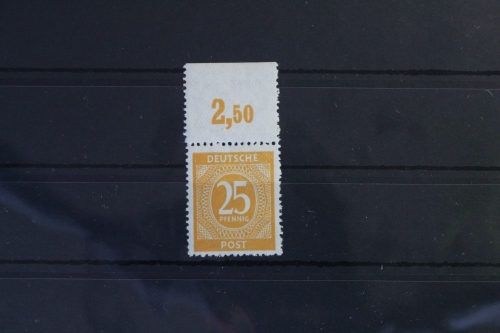 2,50
DEUTSCHE
25
PFENNIG
POST